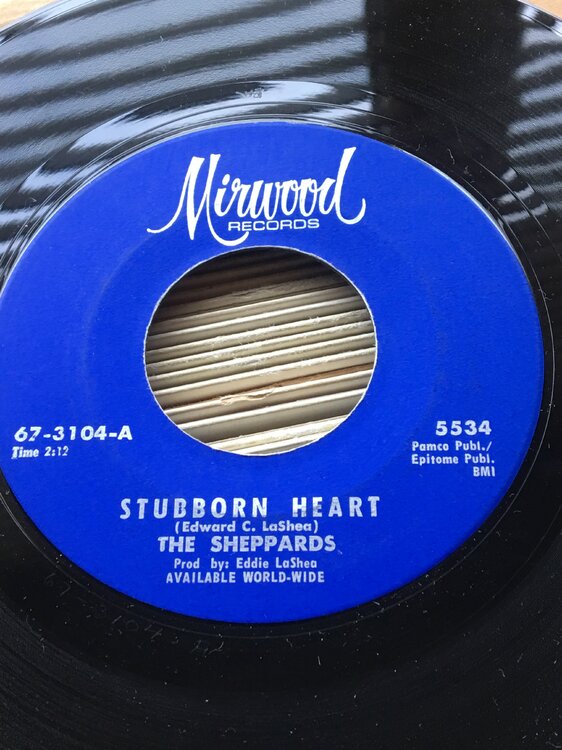 Mirwood
RECORDS
67-3104-A
Time 2:12
5534
Pamco Publ./
Epitome Publ.
BMI
STUBBORN HEART
(Edward C. LaShea)
THE SHEPPARDS
Prod by: Eddie LaShea
AVAILABLE WORLD-WIDE